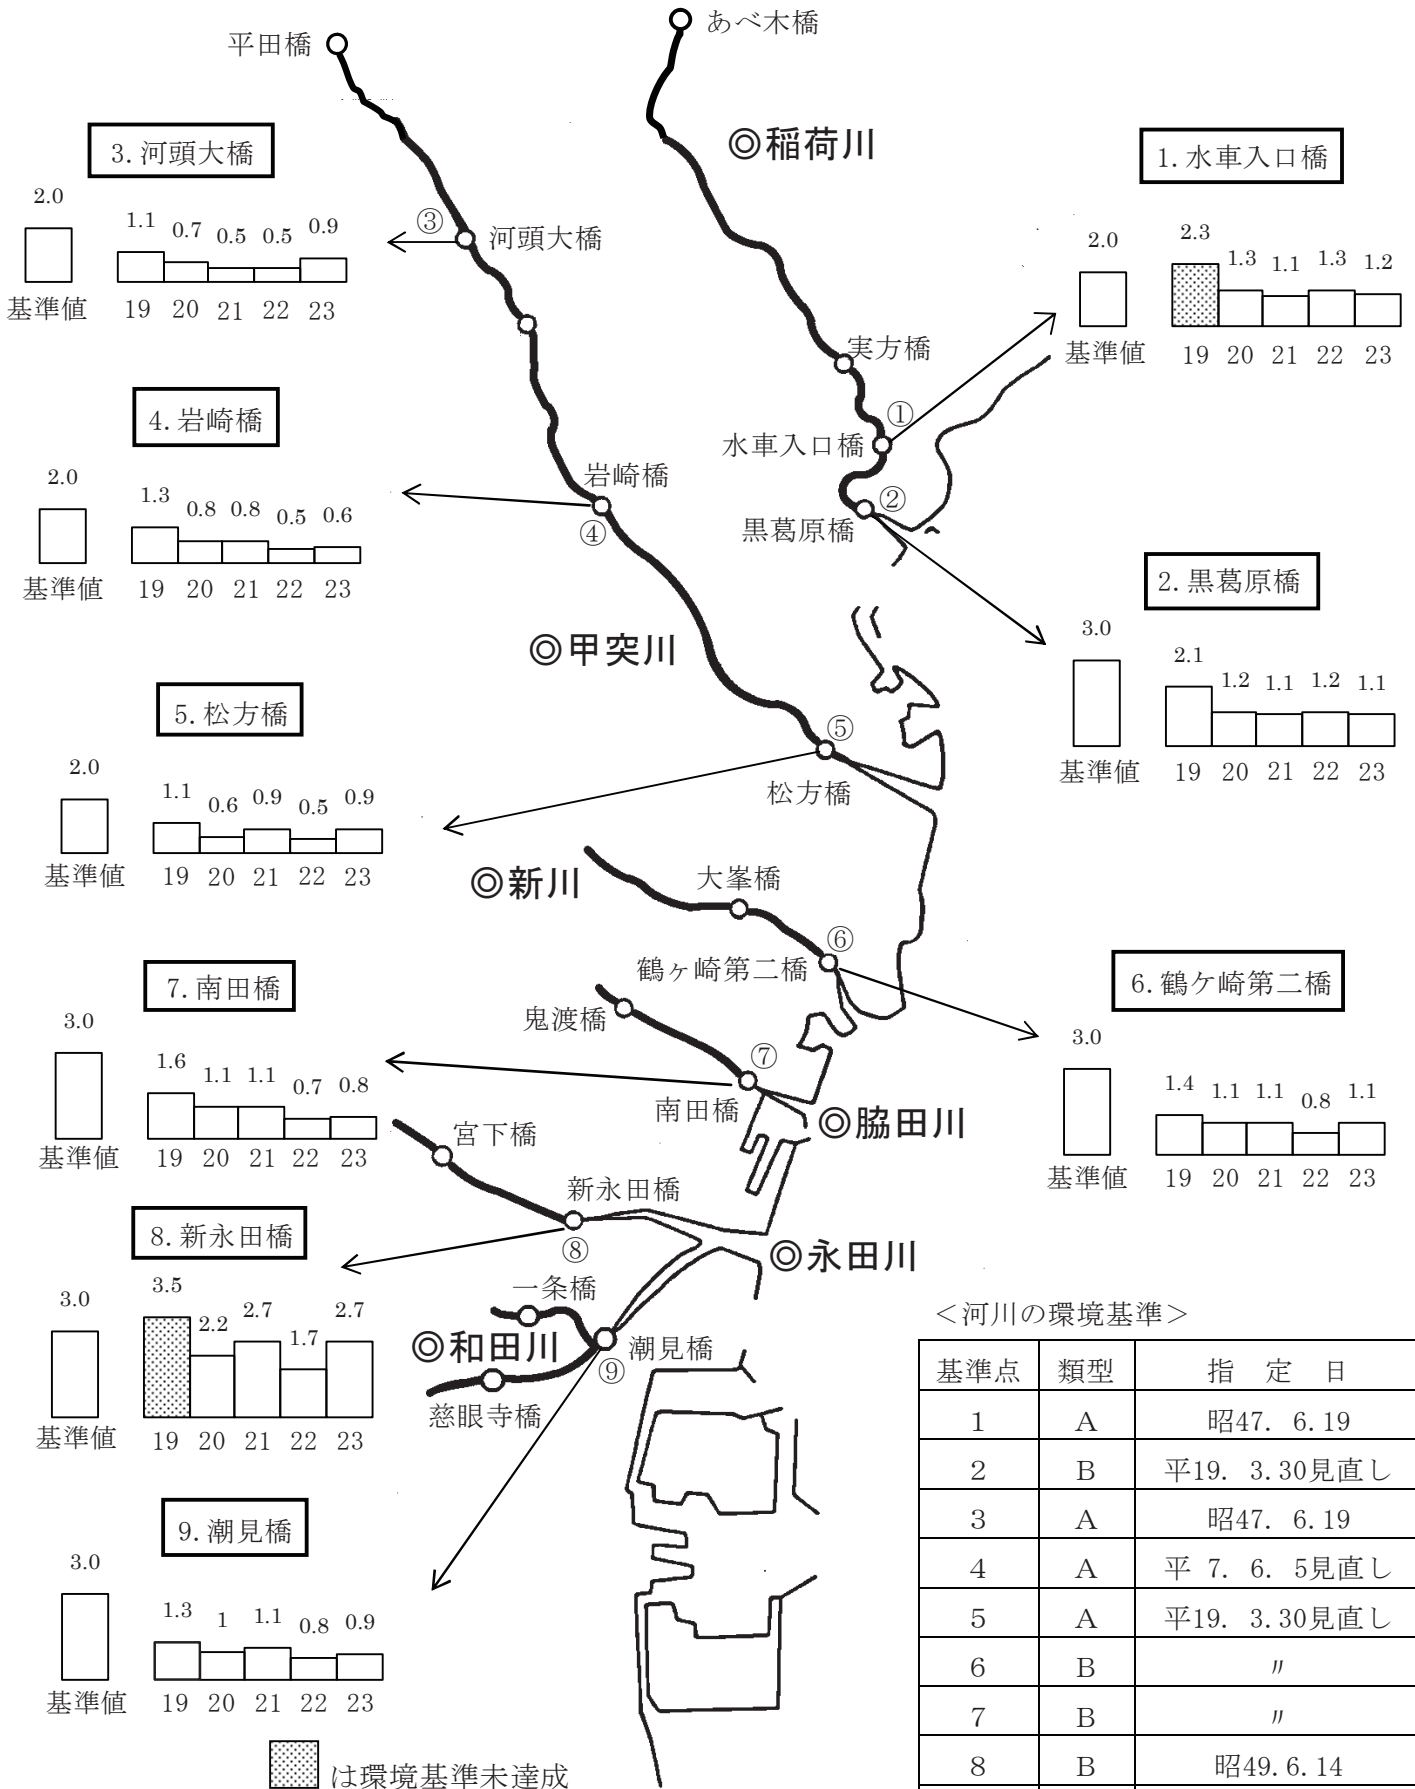 平田橋
あべ木橋
◎稲荷川
3.河頭大橋
2.0
1.1 0.7 0.5 0.5 0.9
基準値 19 20 21 22 23
③
河頭大橋
1.水車入口橋
2.0
2.3 1.3 1.1 1.3 1.2
基準値 19 20 21 22 23
実方橋
①
水車入口橋
②
黒葛原橋
4.岩崎橋
2.0
1.3 0.8 0.8 0.5 0.6
基準値 19 20 21 22 23
岩崎橋
④
2.黒葛原橋
3.0
2.1 1.2 1.1 1.2 1.1
基準値 19 20 21 22 23
◎甲突川
5.松方橋
2.0
1.1 0.6 0.9 0.5 0.9
基準値 19 20 21 22 23
⑤
松方橋
◎新川
大峯橋
⑥
鶴ヶ崎第二橋
6.鶴ケ崎第二橋
3.0
1.4 1.1 1.1 0.8 1.1
基準値 19 20 21 22 23
7.南田橋
3.0
1.6 1.1 1.1 0.7 0.8
基準値 19 20 21 22 23
鬼渡橋
⑦
南田橋
◎脇田川
宮下橋
新永田橋
⑧
◎永田川
8.新永田橋
3.0
3.5 2.2 2.7 1.7 2.7
基準値 19 20 21 22 23
一条橋
◎和田川
潮見橋
⑨
慈眼寺橋
9.潮見橋
3.0
1.3 1 1.1 0.8 0.9
基準値 19 20 21 22 23
は環境基準未達成
＜河川の環境基準＞
基準点 類型 指 定 日
1 A 昭47. 6.19
2 B 平19. 3.30見直し
3 A 昭47. 6.19
4 A 平 7. 6. 5見直し
5 A 平19. 3.30見直し
6 B 〃
7 B 〃
8 B 昭49.6.14